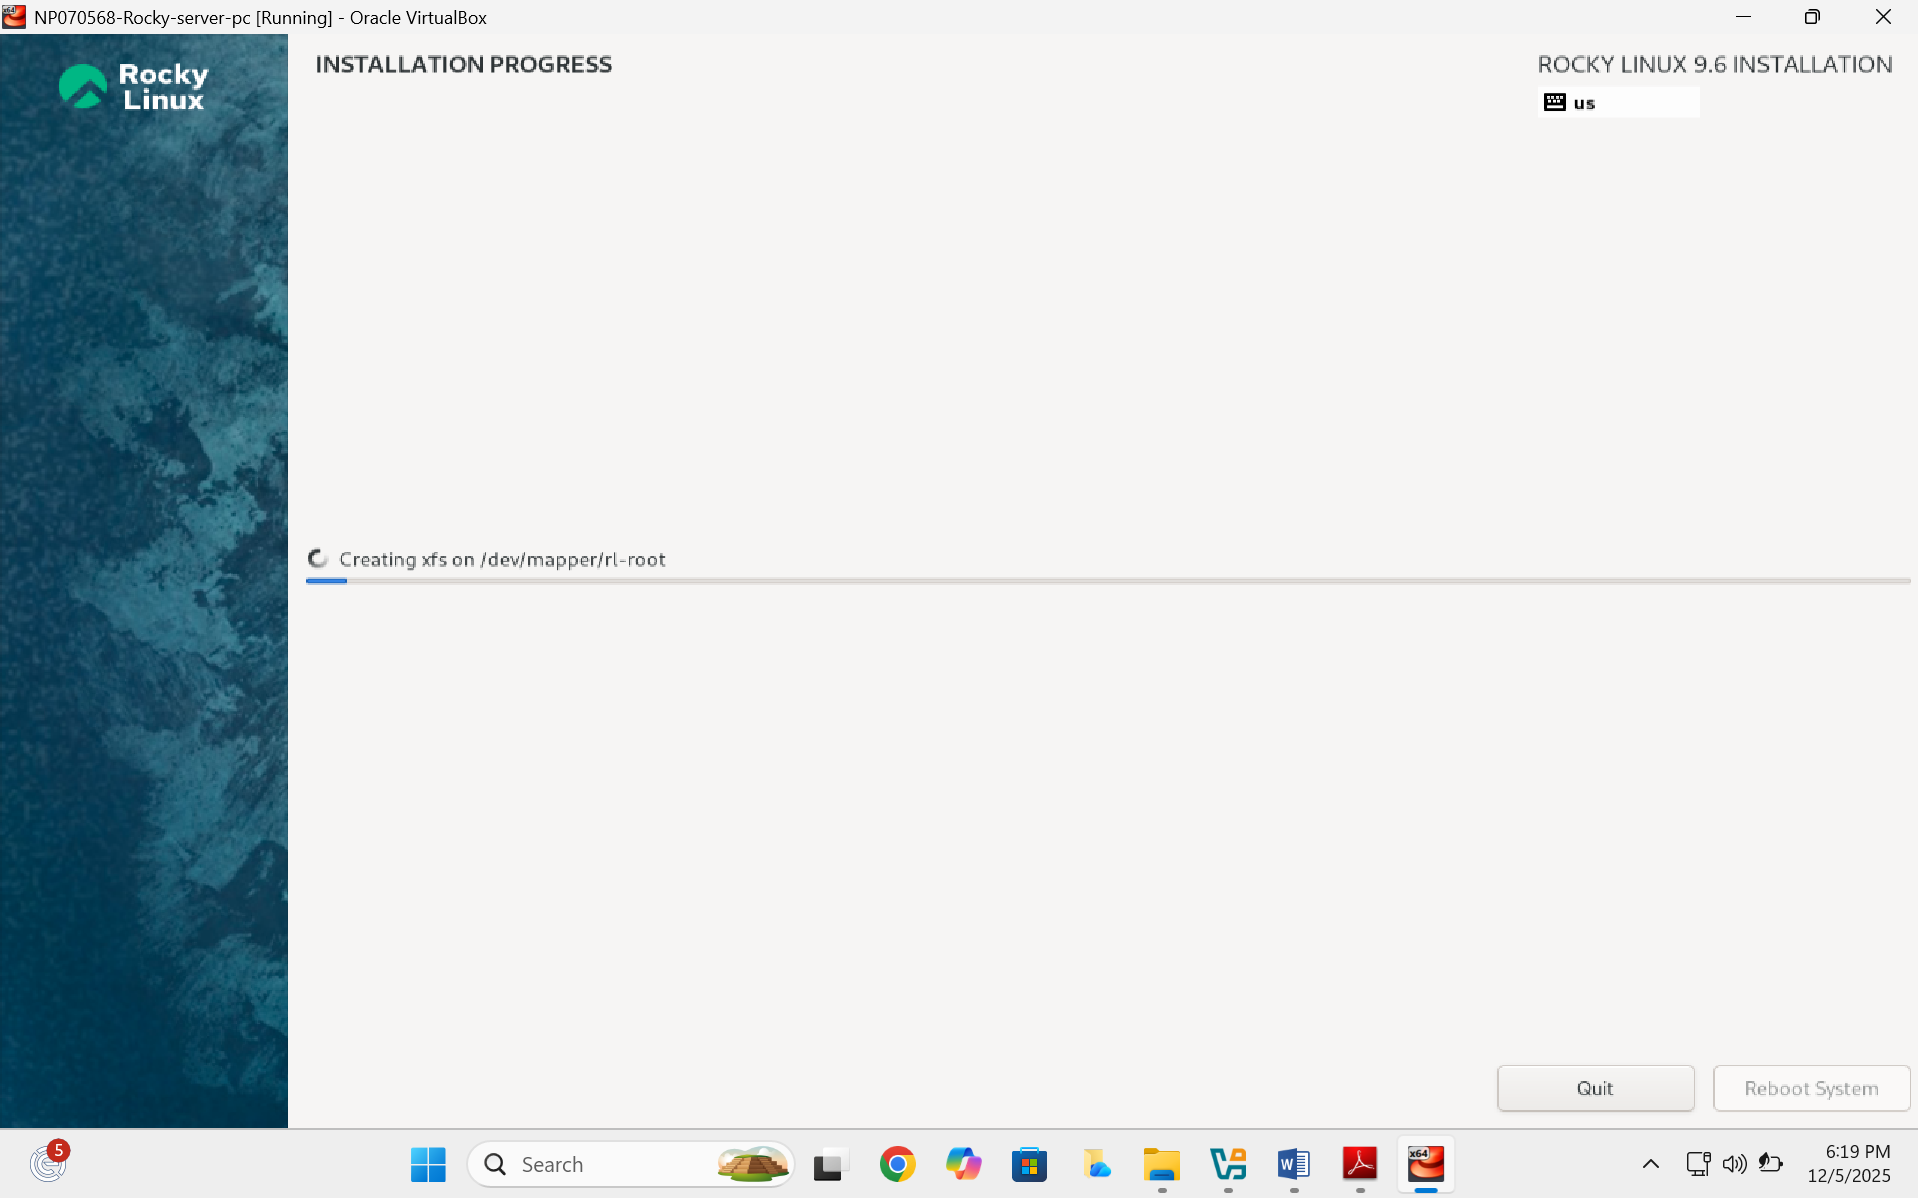 NP070568-Rocky-server-pc [Running] - Oracle VirtualBox
Rocky
Linux
INSTALLATION PROGRESS
ROCKY LINUX 9.6 INSTALLATION
us
Creating xfs on /dev/mapper/rl-root
Quit
Reboot System
5
Search
x64
6:19 PM
12/5/2025